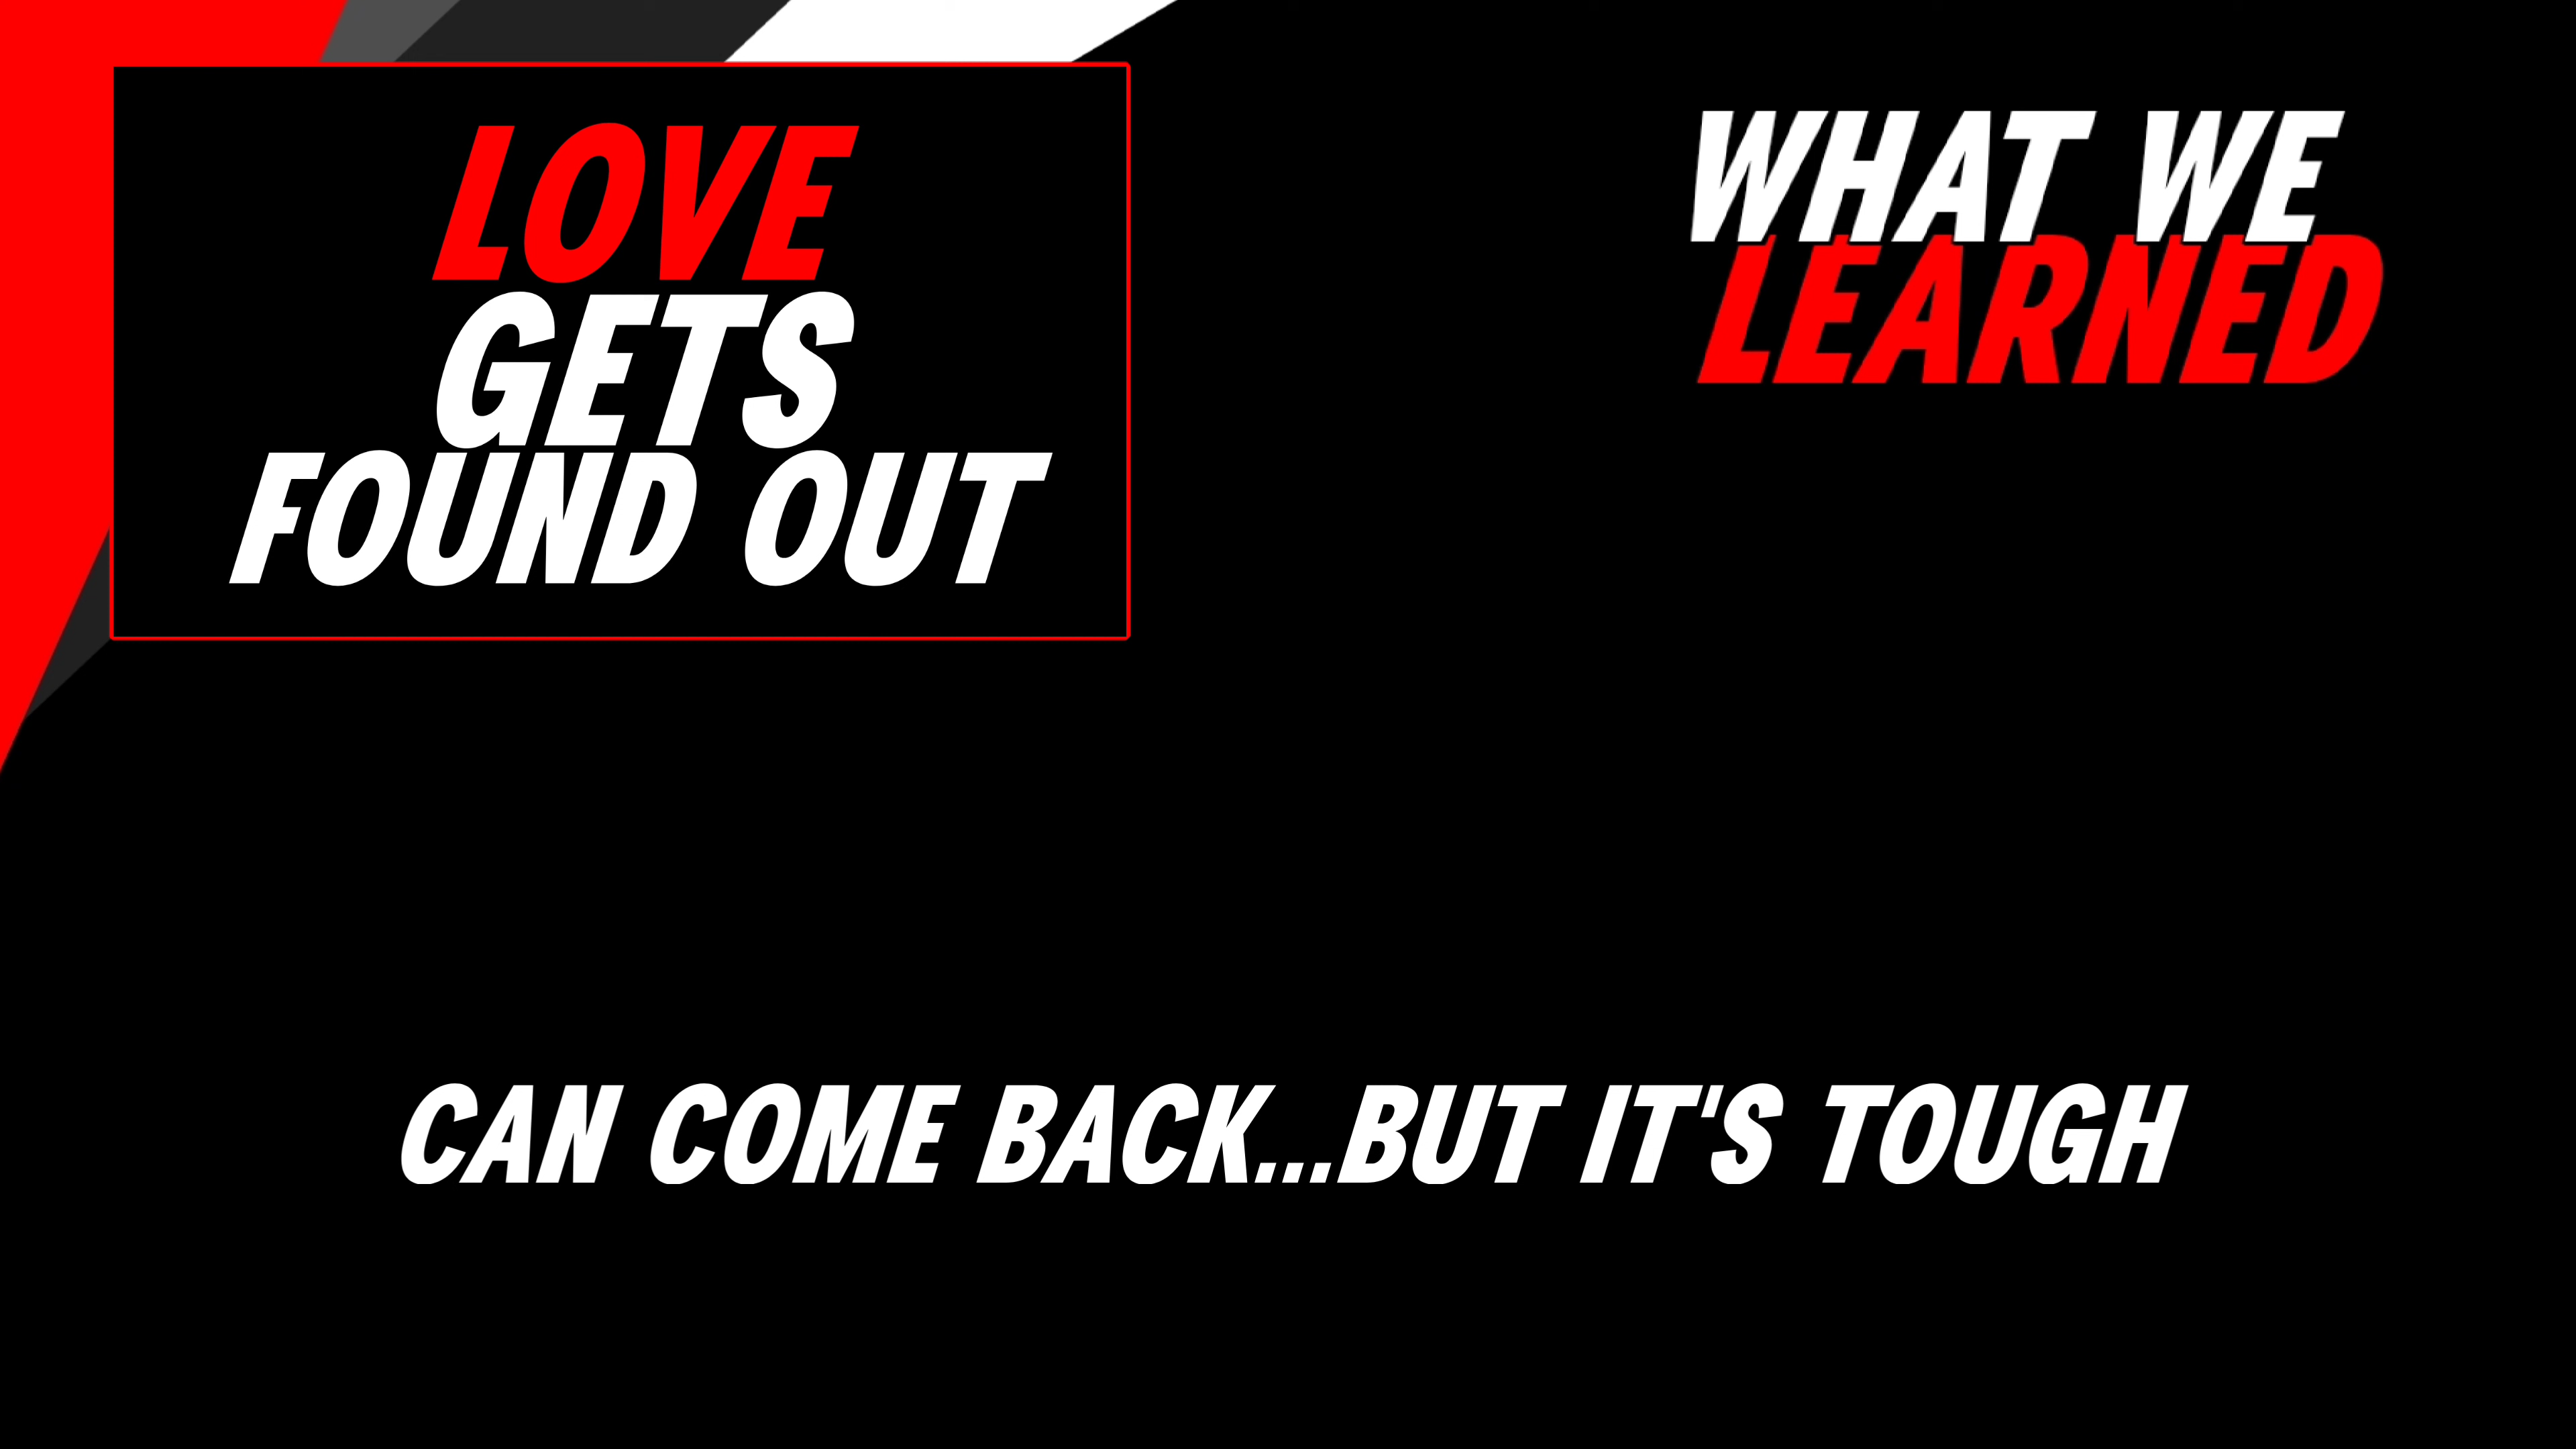 LOVE
GETS
FOUND OUT
WHAT WE
LEARNED
CAN COME BACK...BUT IT'S TOUGH